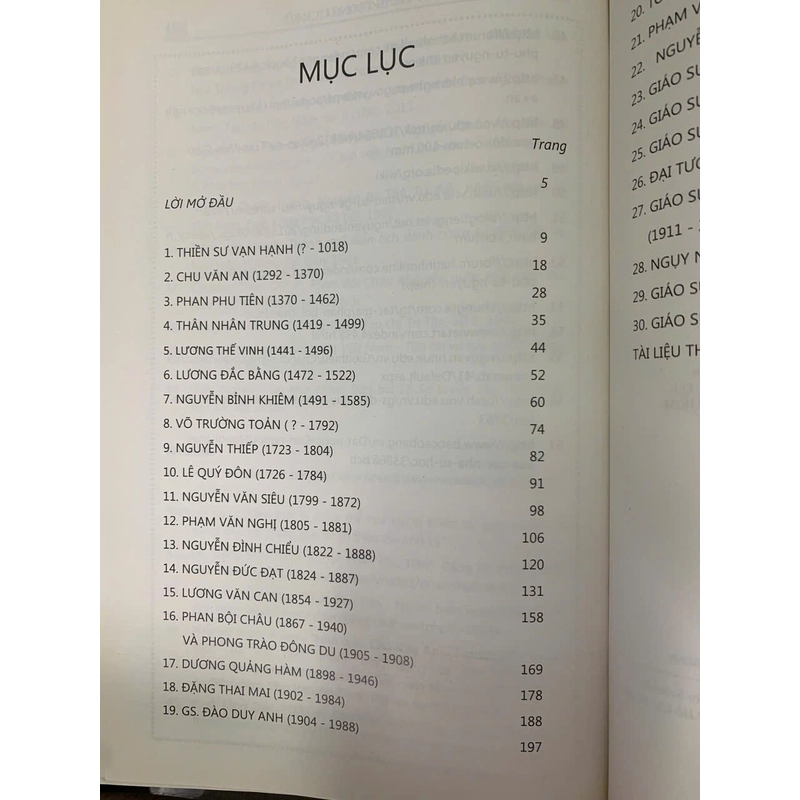 MỤC LỤC
Trang
LỜI MỞ ĐẦU 5
1. THIỀN SƯ VẠN HẠNH (? - 1018) 9
2. CHU VĂN AN (1292 - 1370) 18
3. PHAN PHU TIÊN (1370 - 1462) 28
4. THÂN NHÂN TRUNG (1419 - 1499) 35
5. LƯƠNG THẾ VINH (1441 - 1496) 44
6. LƯƠNG ĐẮC BẰNG (1472 - 1522) 52
7. NGUYỄN BỈNH KHIÊM (1491 - 1585) 60
8. VÕ TRƯỜNG TOẢN ( ? - 1792) 74
9. NGUYỄN THIẾP (1723 - 1804) 82
10. LÊ QUÝ ĐÔN (1726 - 1784) 91
11. NGUYỄN VĂN SIÊU (1799 - 1872) 98
12. PHẠM VĂN NGHỊ (1805 - 1881) 106
13. NGUYỄN ĐÌNH CHIỂU (1822 - 1888) 120
14. NGUYỄN ĐỨC ĐẠT (1824 - 1887) 131
15. LƯƠNG VĂN CAN (1854 - 1927) 158
16. PHAN BỘI CHÂU (1867 - 1940)
VÀ PHONG TRÀO ĐÔNG DU (1905 - 1908) 169
17. DƯƠNG QUẢNG HÀM (1898 - 1946) 178
18. ĐẶNG THAI MAI (1902 - 1984) 188
19. GS. ĐÀO DUY ANH (1904 - 1988) 197
20.
21. PHẠM V
22. NGUYỄ
23. GIÁO SƯ
24. GIÁO SƯ
25. GIÁO SƯ
26. ĐẠI TƯỚ
27. GIÁO SƯ
(1911 -
28. NGỤY N
29. GIÁO SƯ
30. GIÁO S
TÀI LIỆU TH